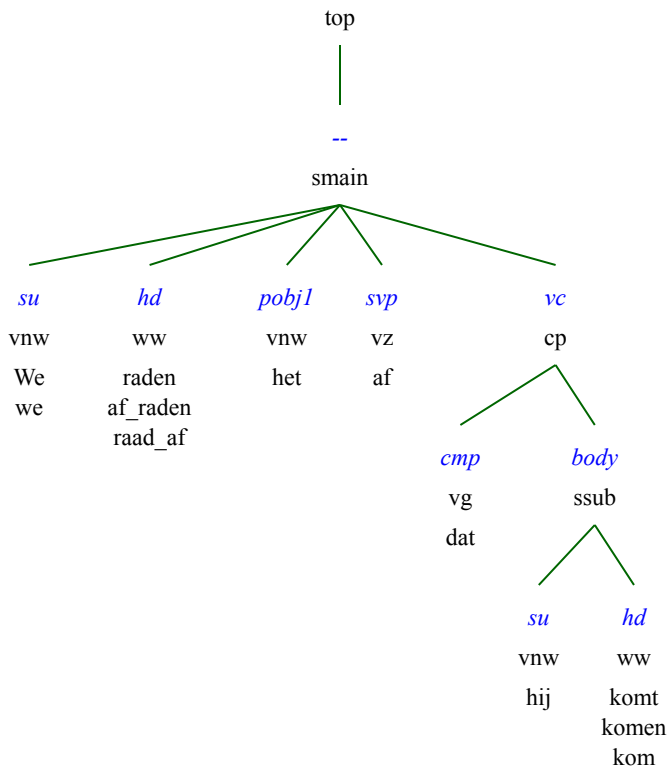 top
--
smain
su hd pobj1 svp vc
vnw ww vnw vz cp
We raden het af
we af_raden
raad_af
cmp body
vg ssub
dat
su hd
vnw ww
hij komt
komen
kom